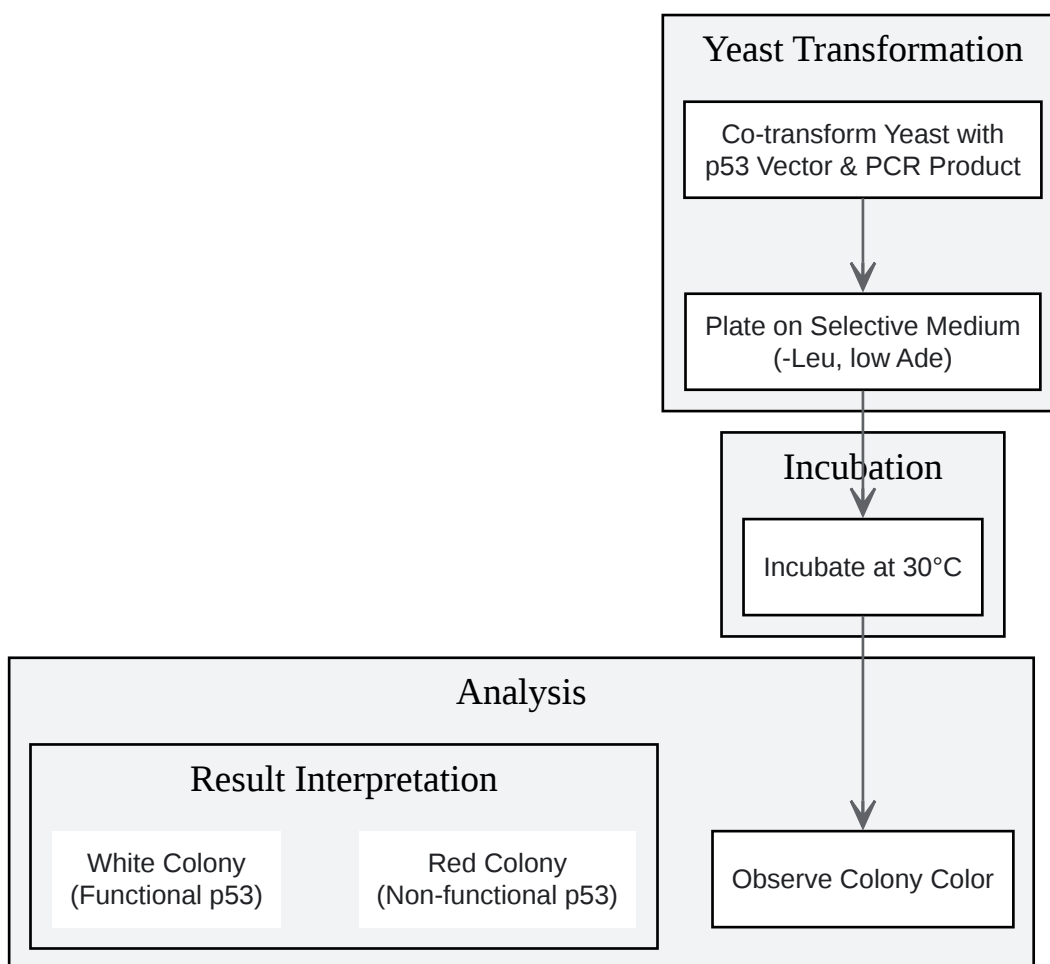 Yeast Transformation
Co-transform Yeast with
p53 Vector & PCR Product
Plate on Selective Medium
(-Leu, low Ade)
Incubation
Incubate at 30°C
Analysis
Result Interpretation
White Colony
(Functional p53)
Red Colony
(Non-functional p53)
Observe Colony Color